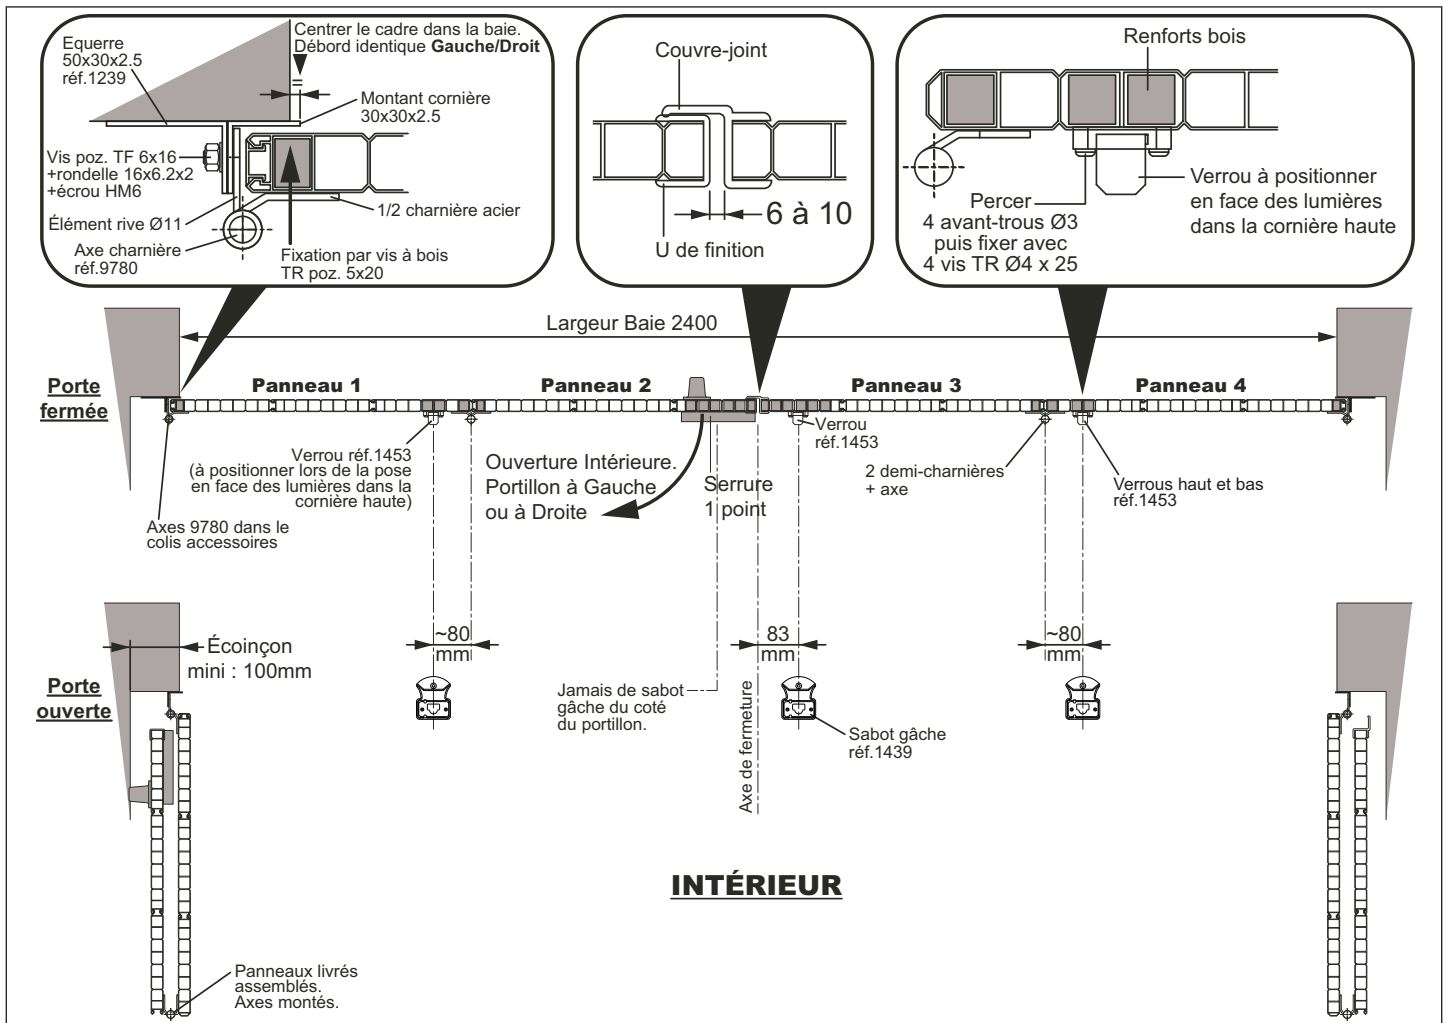 Equerre
50x30x2.5
réf.1239
Centrer le cadre dans la baie.
Débord identique Gauche/Droit
=
Montant cornière
30x30x2.5
Vis poz. TF 6x16
+rondelle 16x6.2x2
+écrou HM6
Élément rive Ø11
Axe charnière
réf.9780
1/2 charnière acier
Fixation par vis à bois
TR poz. 5x20
Couvre-joint
6 à 10
U de finition
Renforts bois
Percer
4 avant-trous Ø3
puis fixer avec
4 vis TR Ø4 x 25
Verrou à positionner
en face des lumières
dans la cornière haute
Largeur Baie 2400
Porte
fermée
Panneau 1
Panneau 2
Panneau 3
Panneau 4
Verrou réf.1453
(à positionner lors de la pose
en face des lumières dans la
cornière haute)
Axes 9780 dans le
colis accessoires
Ouverture Intérieure.
Portillon à Gauche
ou à Droite
Serrure
1 point
Verrou
réf.1453
2 demi-charnières
+ axe
Verrous haut et bas
réf.1453
Écoinçon
mini : 100mm
~80
mm
83
mm
~80
mm
Porte
ouverte
Jamais de sabot
gâche du coté
du portillon.
Axe de fermeture
Sabot gâche
réf.1439
INTÉRIEUR
Panneaux livrés
assemblés.
Axes montés.